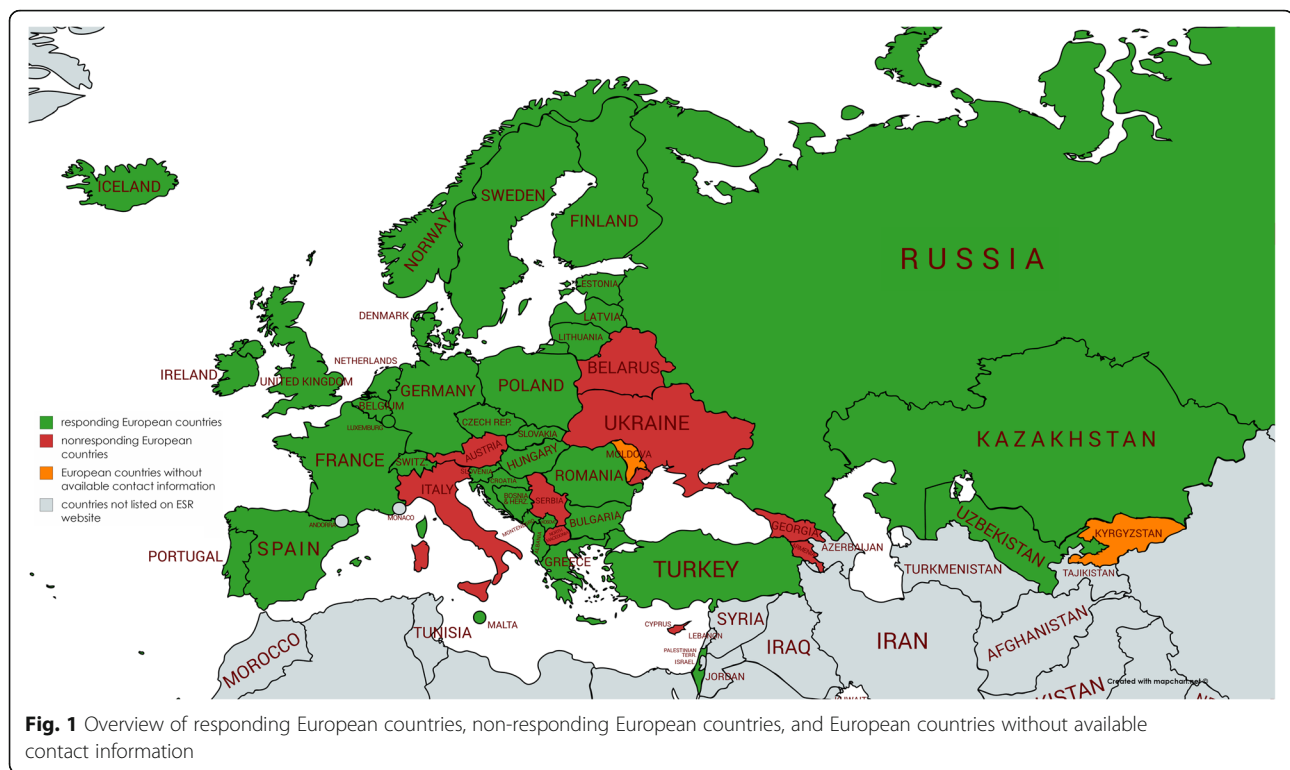 ICELAND
SWEDEN
NORWAY
FINLAND
RUSSIA
ESTONIA
LATVIA
DENMARK
LITHUANIA
NETHERLANDS
BELARUS
IRELAND
UNITED KINGDOM
GERMANY
POLAND
BELGIUM
UKRAINE
LUXEMBURG
CZECH REP.
SLOVAKIA
KAZAKHSTAN
responding European countries
nonresponding European
countries
European countries without
available contact information
countries not listed on ESR
website
FRANCE
SWITZ.
AUSTRIA
HUNGARY
MOLDOVA
SLOVENIA
CROATIA
ROMANIA
ITALY
BOSNIA
& HERZ.
SERBIA
MONACO
ANDORRA
BULGARIA
GEORGIA
UZBEKISTAN
KYRGYZSTAN
PORTUGAL
SPAIN
GREECE
TURKEY
AZERBAIJAN
TURKMENISTAN
TAJIKISTAN
MALTA
TUNISIA
CYPRUS
SYRIA
LEBANON
MOROCCO
IRAQ
IRAN
AFGHANISTAN
PALESTINIAN
TERR.
ISRAEL
JORDAN
Created with mapchart.net ©
KUWAIT
KISTAN
Fig. 1 Overview of responding European countries, non-responding European countries, and European countries without available
contact information